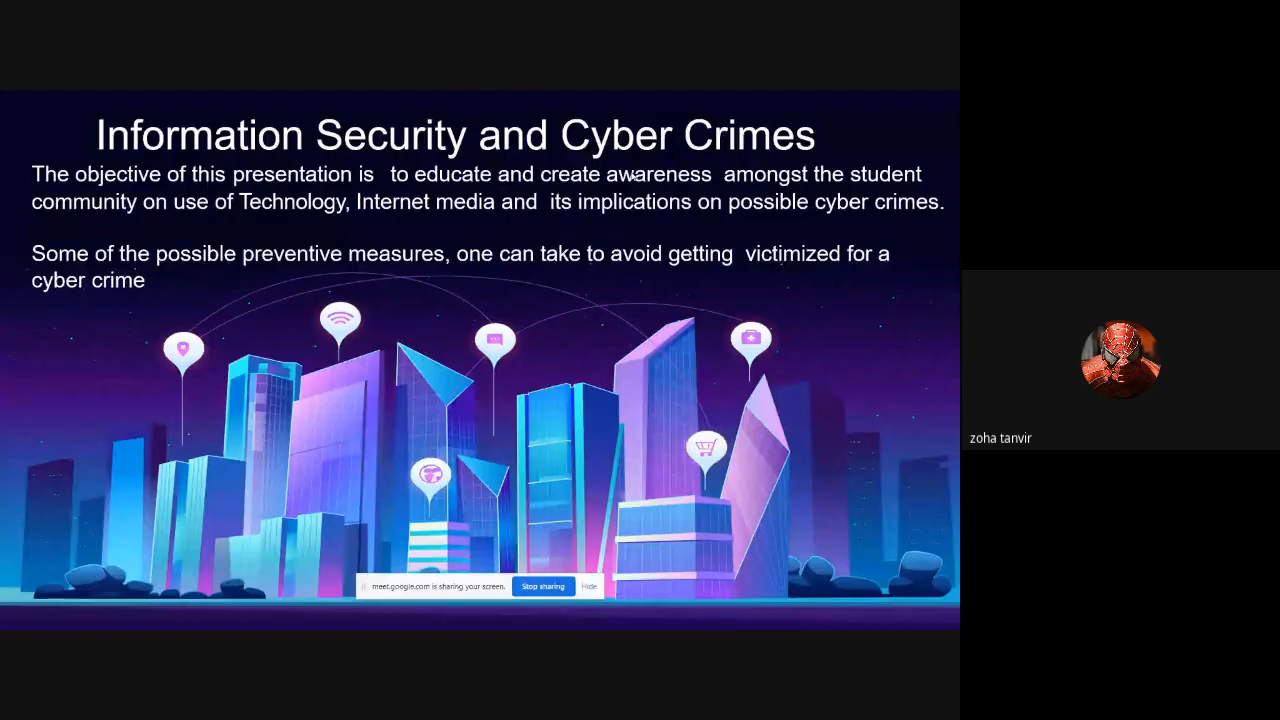 Information Security and Cyber Crimes
The objective of this presentation is to educate and create awareness amongst the student
community on use of Technology, Internet media and its implications on possible cyber crimes.
Some of the possible preventive measures, one can take to avoid getting victimized for a
cyber crime
meet.google.com is sharing your screen. Stop sharing Hide
zoha tanvir